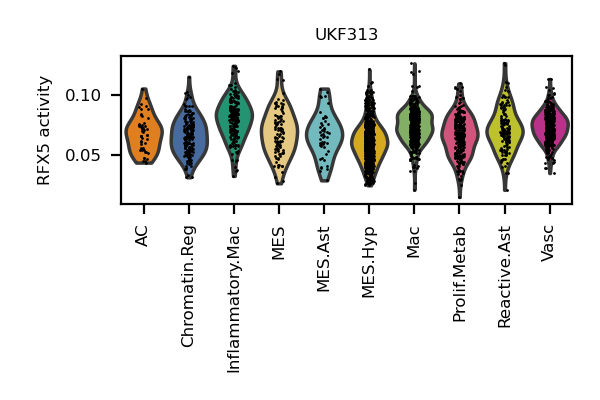 UKF313
RFX5 activity
0.10
0.05
AC
Chromatin.Reg
Inflammatory.Mac
MES
MES.Ast
MES.Hyp
Mac
Prolif.Metab
Reactive.Ast
Vasc